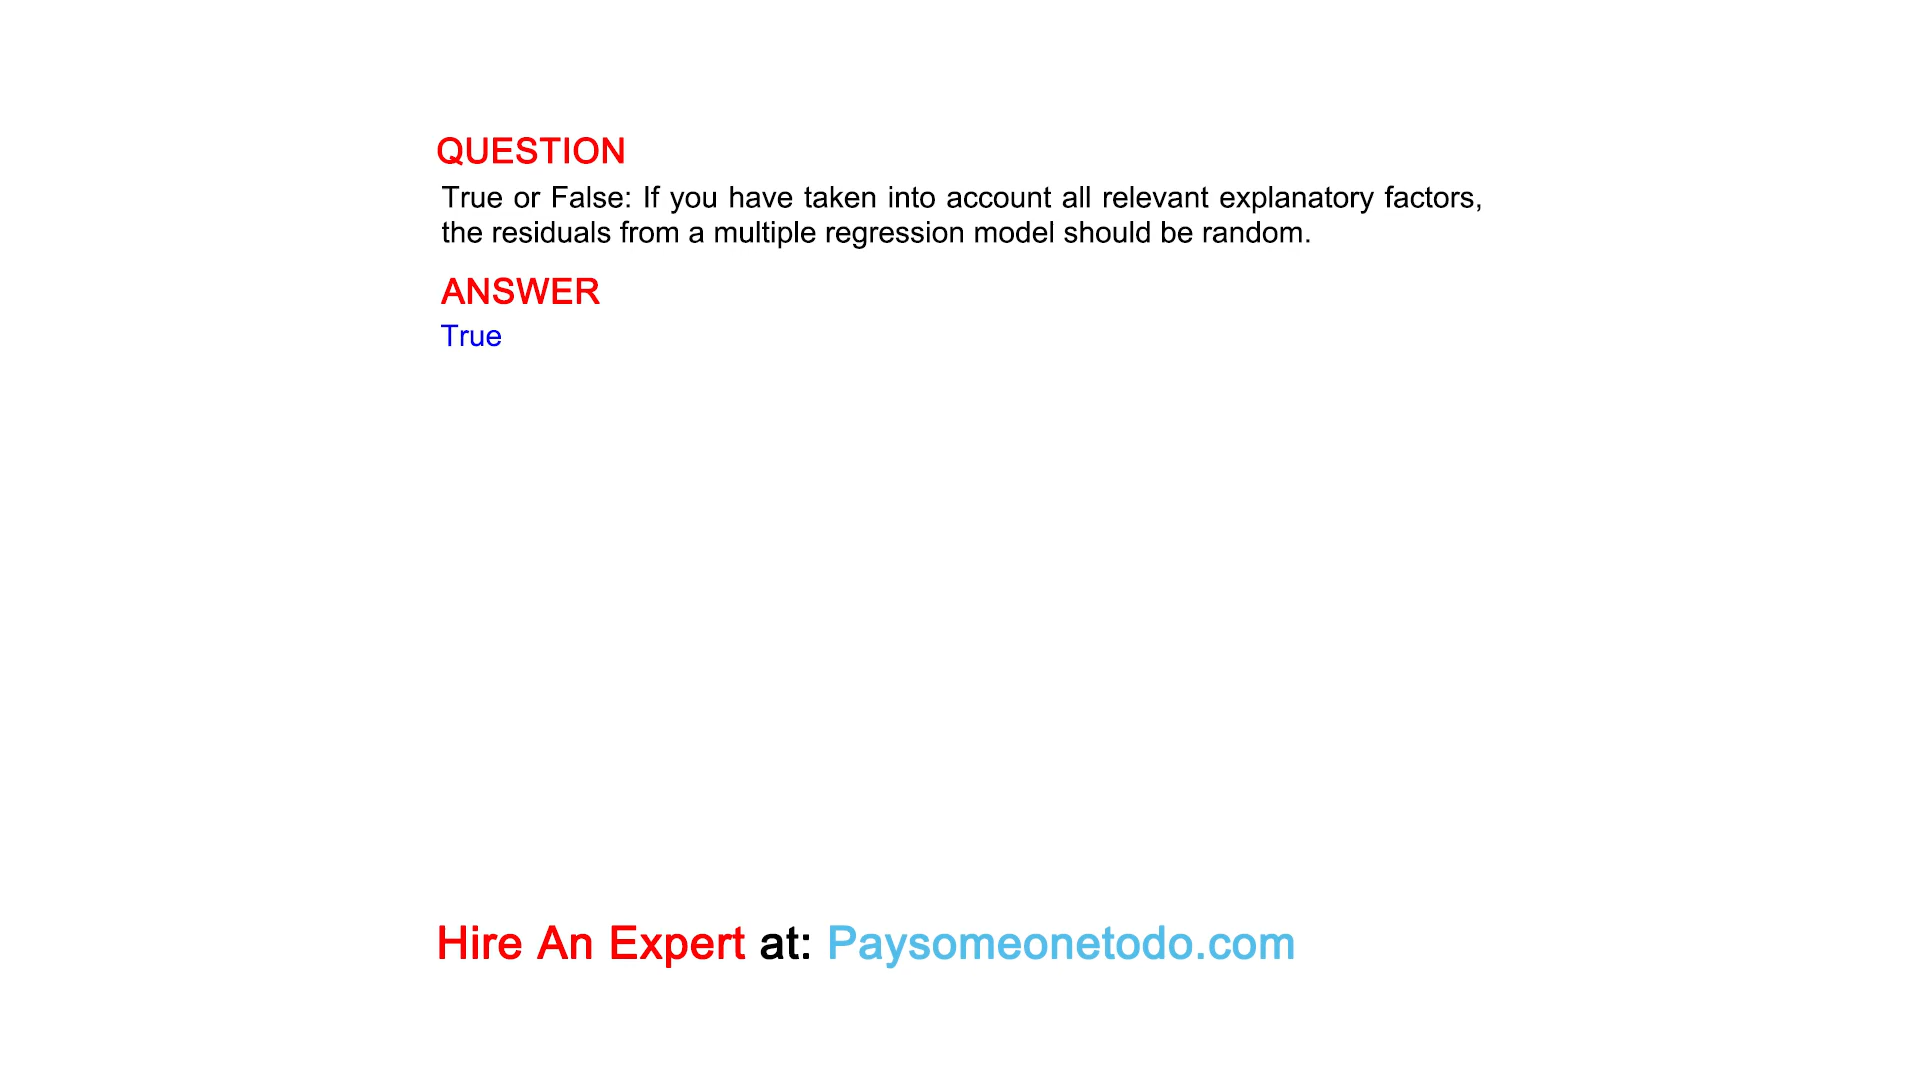 QUESTION
True or False: If you have taken into account all relevant explanatory factors,
the residuals from a multiple regression model should be random.
ANSWER
True
Hire An Expert at: Paysomeonetodo.com